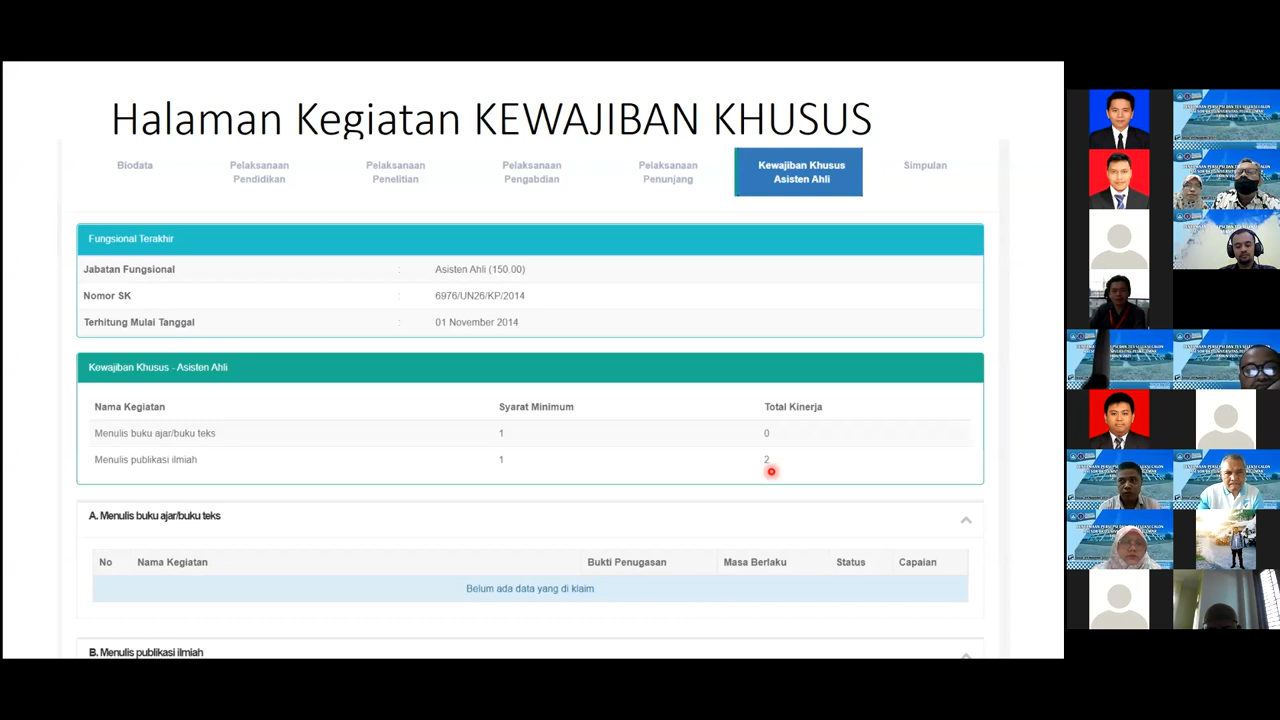 Halaman Kegiatan KEWAJIBAN KHUSUS
Biodata
Pelaksanaan
Pendidikan
Pelaksanaan
Penelitian
Pelaksanaan
Pengabdian
Pelaksanaan
Penunjang
Kewajiban Khusus
Asisten Ahli
Simpulan
Fungsional Terakhir
Jabatan Fungsional : Asisten Ahli (150.00)
Nomor SK : 6976/UN26/KP/2014
Terhitung Mulai Tanggal : 01 November 2014
Kewajiban Khusus - Asisten Ahli
Nama Kegiatan Syarat Minimum Total Kinerja
Menulis buku ajar/buku teks 1 0
Menulis publikasi ilmiah 1 2
A. Menulis buku ajar/buku teks
No Nama Kegiatan Bukti Penugasan Masa Berlaku Status Capaian
Belum ada data yang di klaim
B. Menulis publikasi ilmiah